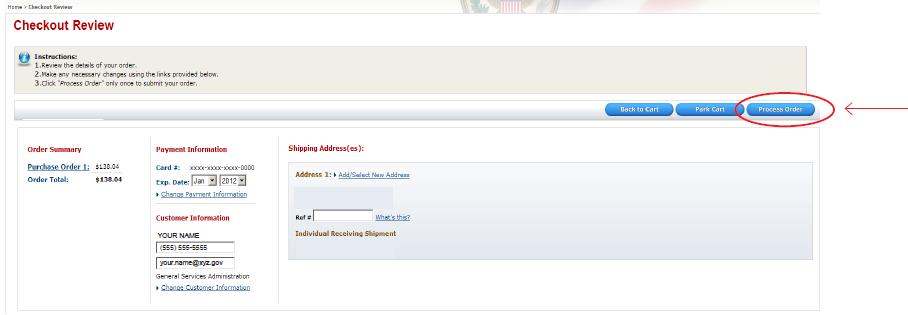 Home > Checkout Review
Checkout Review
Instructions:
1.Review the details of your order.
2.Make any necessary changes using the links provided below.
3.Click "Process Order" only once to submit your order.
Back to Cart Park Cart Process Order
Order Summary
Purchase Order 1: $138.04
Order Total: $138.04
Payment Information
Card #: xxxx-xxxx-xxxx-0000
Exp. Date: Jan 2012
Change Payment Information
Customer Information
YOUR NAME
(555) 555-5555
your.name@xyz.gov
General Services Administration
Change Customer Information
Shipping Address(es):
Address 1: Add/Select New Address
Ref # What's this?
Individual Receiving Shipment